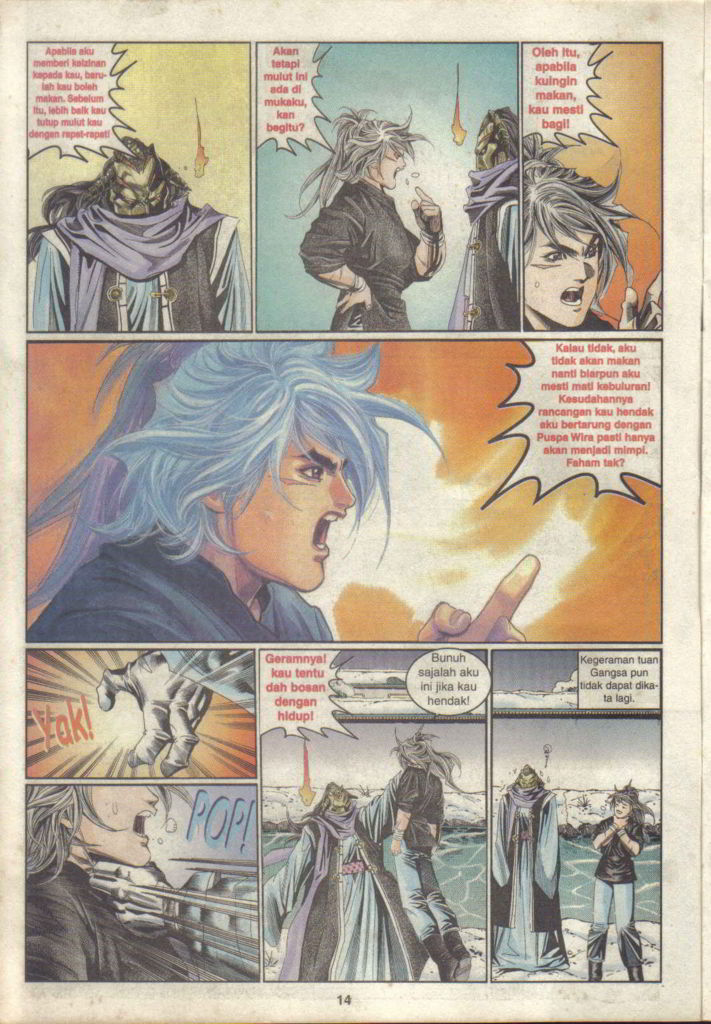 Apabila aku
memberi keizinan
kepada kau, baru-
lah kau boleh
makan. Sebelum
itu, lebih baik kau
tutup mulut kau
dengan rapat-rapat!
Akan
tetapi
mulut ini
ada di
mukaku,
kan
begitu?
Oleh itu,
apabila
kuingin
makan,
kau mesti
bagi!
Kalau tidak, aku
tidak akan makan
nanti biarpun aku
mesti mati kebuluran!
Kesudahannya
rancangan kau hendak
aku bertarung dengan
Puspa Wira pasti hanya
akan menjadi mimpi.
Faham tak?
Yak!
POP!
Geramnya!
kau tentu
dah bosan
dengan
hidup!
Bunuh
sajalah aku
ini jika kau
hendak!
Kegeraman tuan
Gangsa pun
tidak dapat dika-
ta lagi.
14